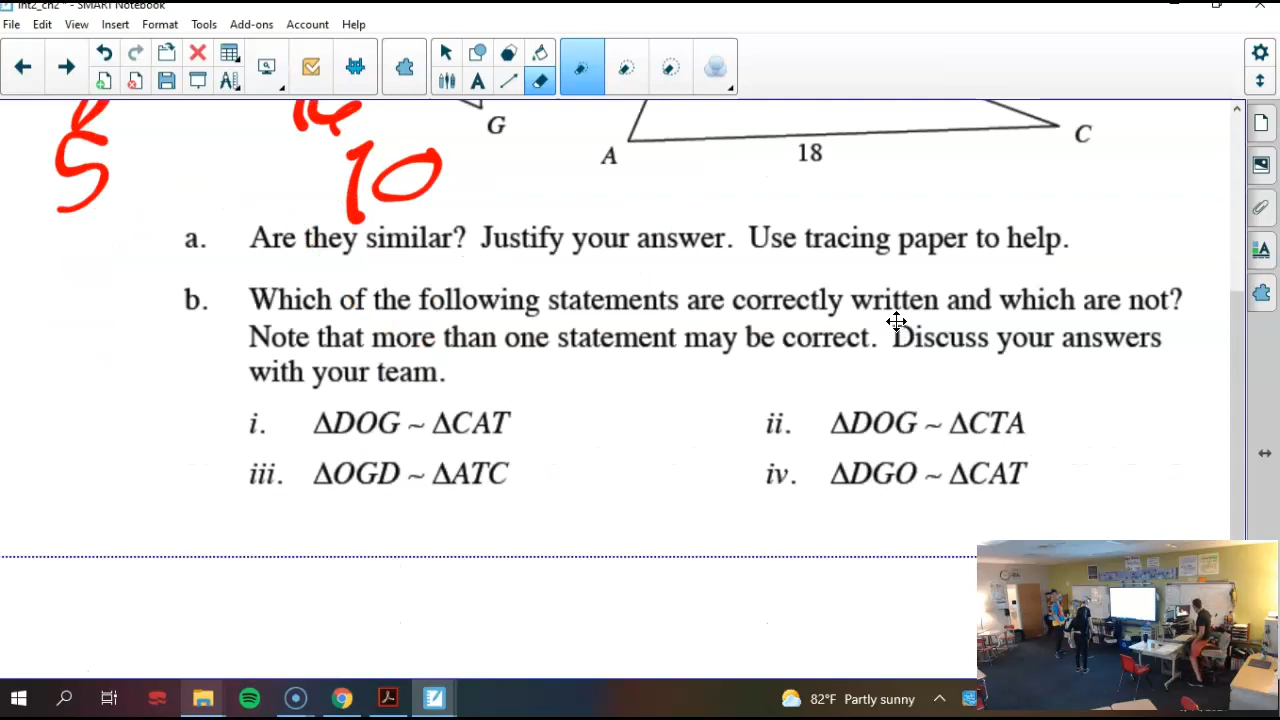 int2_ch2 * - SMART Notebook
File Edit View Insert Format Tools Add-ons Account Help
A
G
A
18
C
5
10
a. Are they similar? Justify your answer. Use tracing paper to help.
b. Which of the following statements are correctly written and which are not?
Note that more than one statement may be correct. Discuss your answers
with your team.
i. ΔDOG ~ ΔCAT
ii. ΔDOG ~ ΔCTA
iii. ΔOGD ~ ΔATC
iv. ΔDGO ~ ΔCAT
82°F Partly sunny